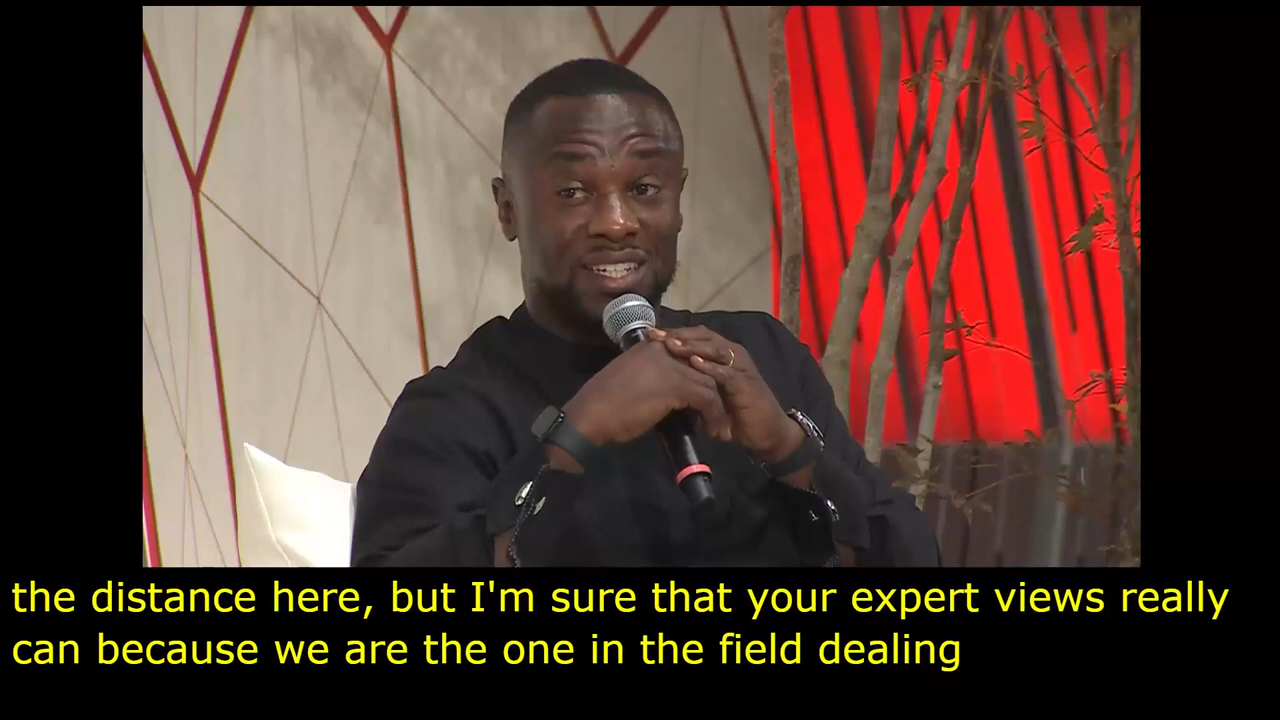 the distance here, but I'm sure that your expert views really
can because we are the one in the field dealing